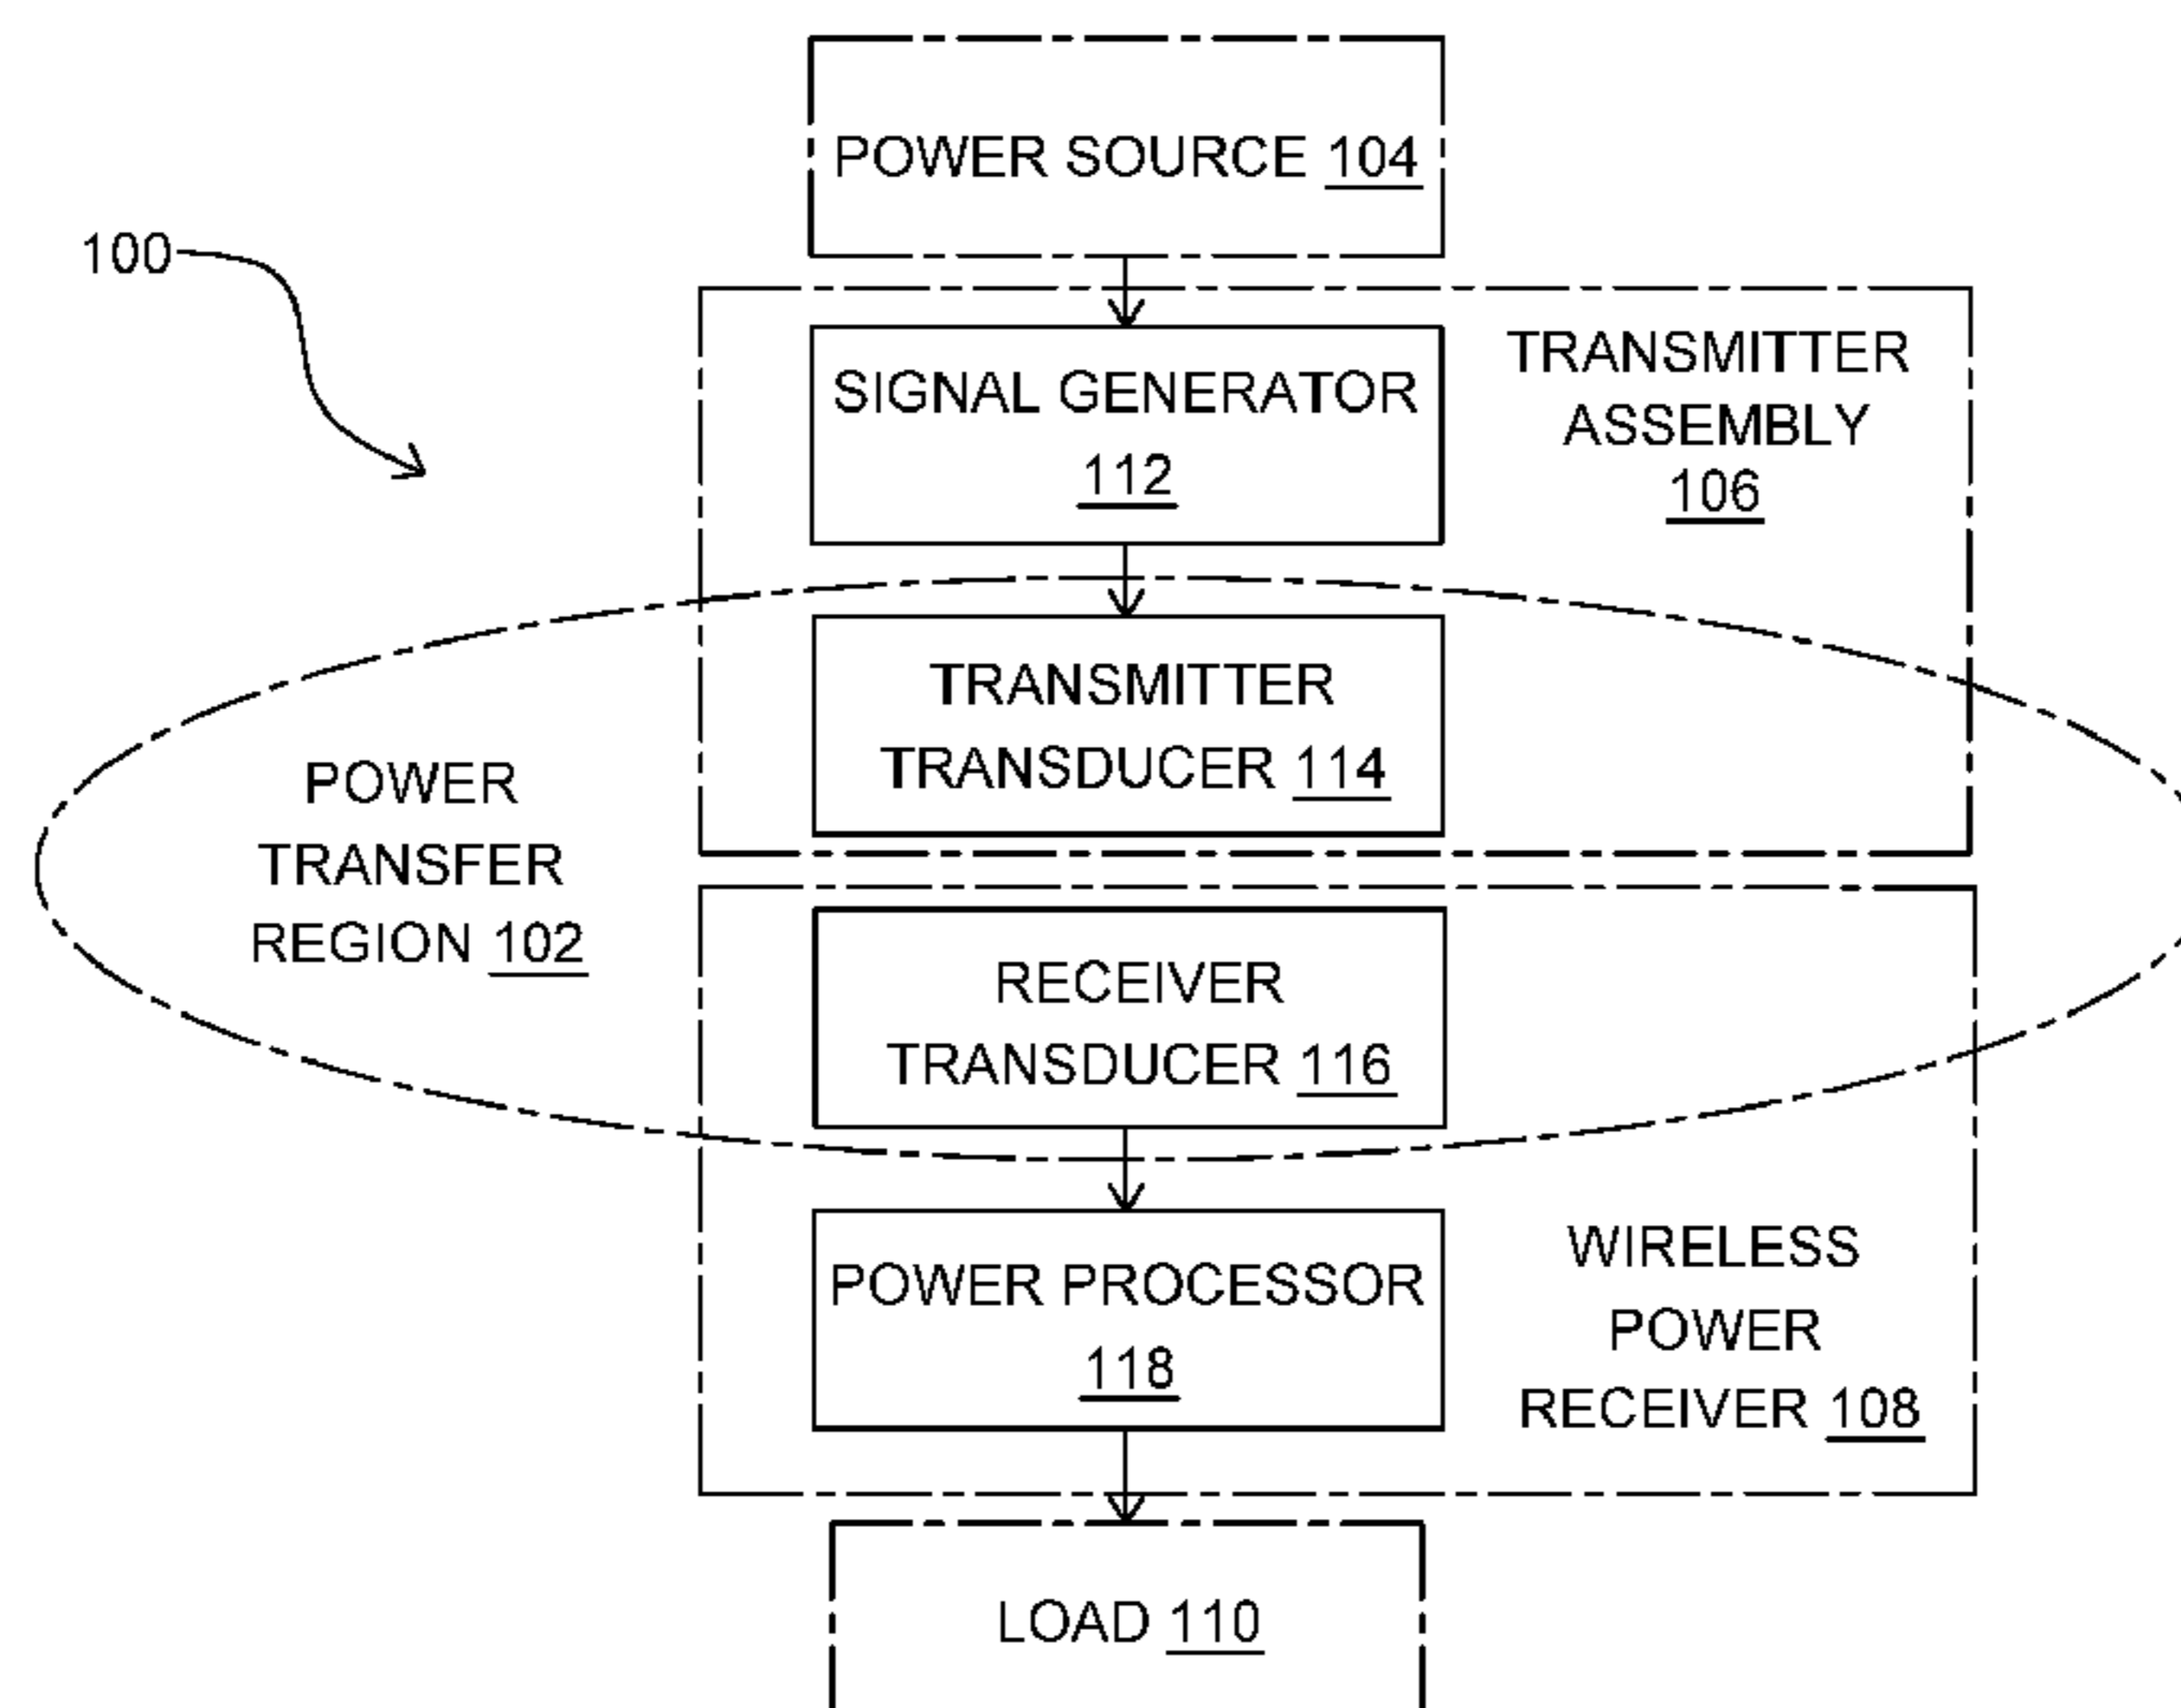 POWER SOURCE 104
100
SIGNAL GENERATOR
112
TRANSMITTER
ASSEMBLY
106
TRANSMITTER
TRANSDUCER 114
POWER
TRANSFER
REGION 102
RECEIVER
TRANSDUCER 116
POWER PROCESSOR
118
WIRELESS
POWER
RECEIVER 108
LOAD 110